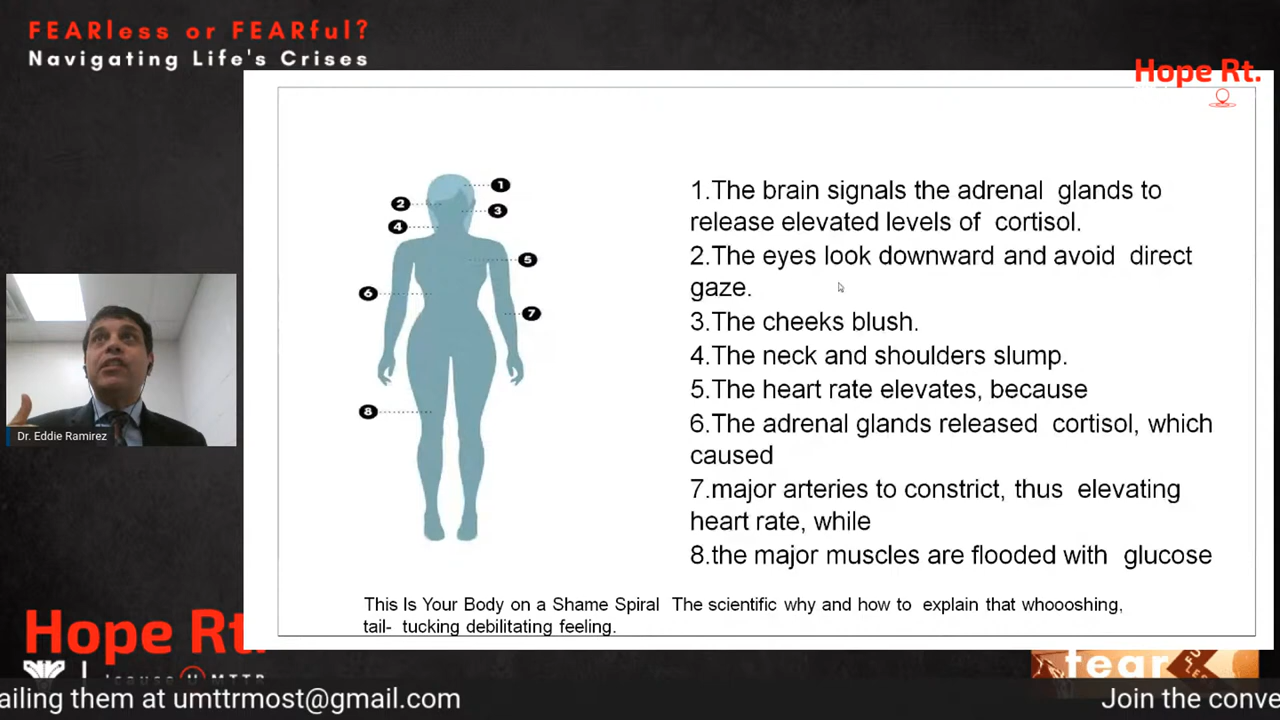 FEARless or FEARful?
Navigating Life's Crises
Hope Rt.
1
2
3
4
5
6
7
8
1.The brain signals the adrenal glands to
release elevated levels of cortisol.
2.The eyes look downward and avoid direct
gaze.
3.The cheeks blush.
4.The neck and shoulders slump.
5.The heart rate elevates, because
6.The adrenal glands released cortisol, which
caused
7.major arteries to constrict, thus elevating
heart rate, while
8.the major muscles are flooded with glucose
This Is Your Body on a Shame Spiral The scientific why and how to explain that whoooshing,
tail- tucking debilitating feeling.
Dr. Eddie Ramirez
Hope Rt.
fear
ailing them at umttrmost@gmail.com
Join the conve